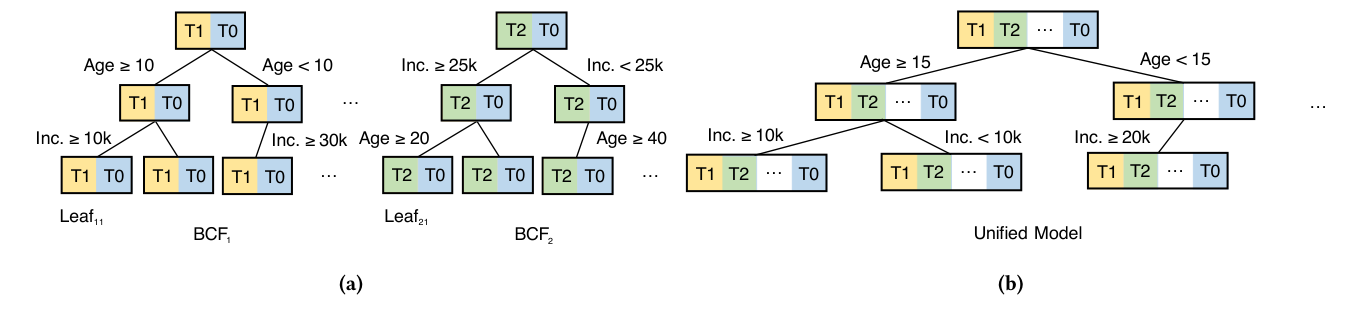 T1 T0
Age ≥ 10
Age < 10
T1 T0
T1 T0
...
Inc. ≥ 10k
Inc. ≥ 30k
T1 T0
T1 T0
T1 T0
...
Leaf₁₁
BCF₁
T2 T0
Inc. ≥ 25k
Inc. < 25k
T2 T0
T2 T0
Age ≥ 20
Age ≥ 40
T2 T0
T2 T0
T2 T0
...
Leaf₂₁
BCF₂
(a)
T1 T2 ... T0
Age ≥ 15
Age < 15
T1 T2 ... T0
T1 T2 ... T0
...
Inc. ≥ 10k
Inc. < 10k
Inc. ≥ 20k
T1 T2 ... T0
T1 T2 ... T0
T1 T2 ... T0
Unified Model
(b)